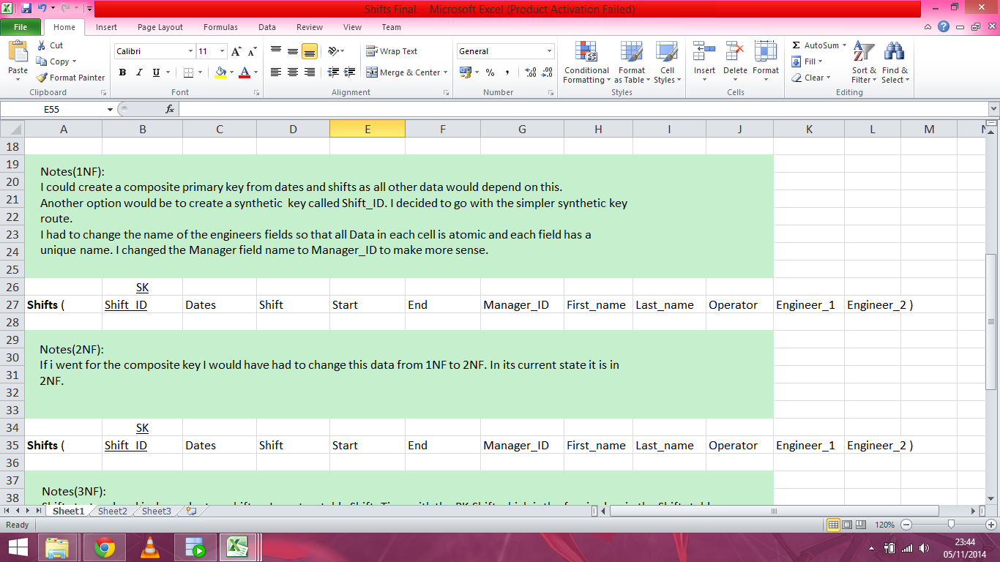 Shifts Final - Microsoft Excel (Product Activation Failed)
File Home Insert Page Layout Formulas Data Review View Team
Paste Cut Copy Format Painter
Calibri 11 A A B I U A
Wrap Text Merge & Center
General % ,
Conditional Formatting Format as Table Cell Styles
Insert Delete Format
Σ AutoSum Fill Clear Sort & Filter Find & Select
Clipboard Font Alignment Number Styles Cells Editing
E55 fx
A B C D E F G H I J K L M
18
19
20
21
22
23
24
25
Notes(1NF):
I could create a composite primary key from dates and shifts as all other data would depend on this.
Another option would be to create a synthetic key called Shift_ID. I decided to go with the simpler synthetic key
route.
I had to change the name of the engineers fields so that all Data in each cell is atomic and each field has a
unique name. I changed the Manager field name to Manager_ID to make more sense.
26 SK
27 Shifts ( Shift_ID Dates Shift Start End Manager_ID First_name Last_name Operator Engineer_1 Engineer_2 )
28
29
30
31
32
33
Notes(2NF):
If i went for the composite key I would have had to change this data from 1NF to 2NF. In its current state it is in
2NF.
34 SK
35 Shifts ( Shift_ID Dates Shift Start End Manager_ID First_name Last_name Operator Engineer_1 Engineer_2 )
36
37
38
Notes(3NF):
Sheet1 Sheet2 Sheet3
Ready 120%
23:44
05/11/2014